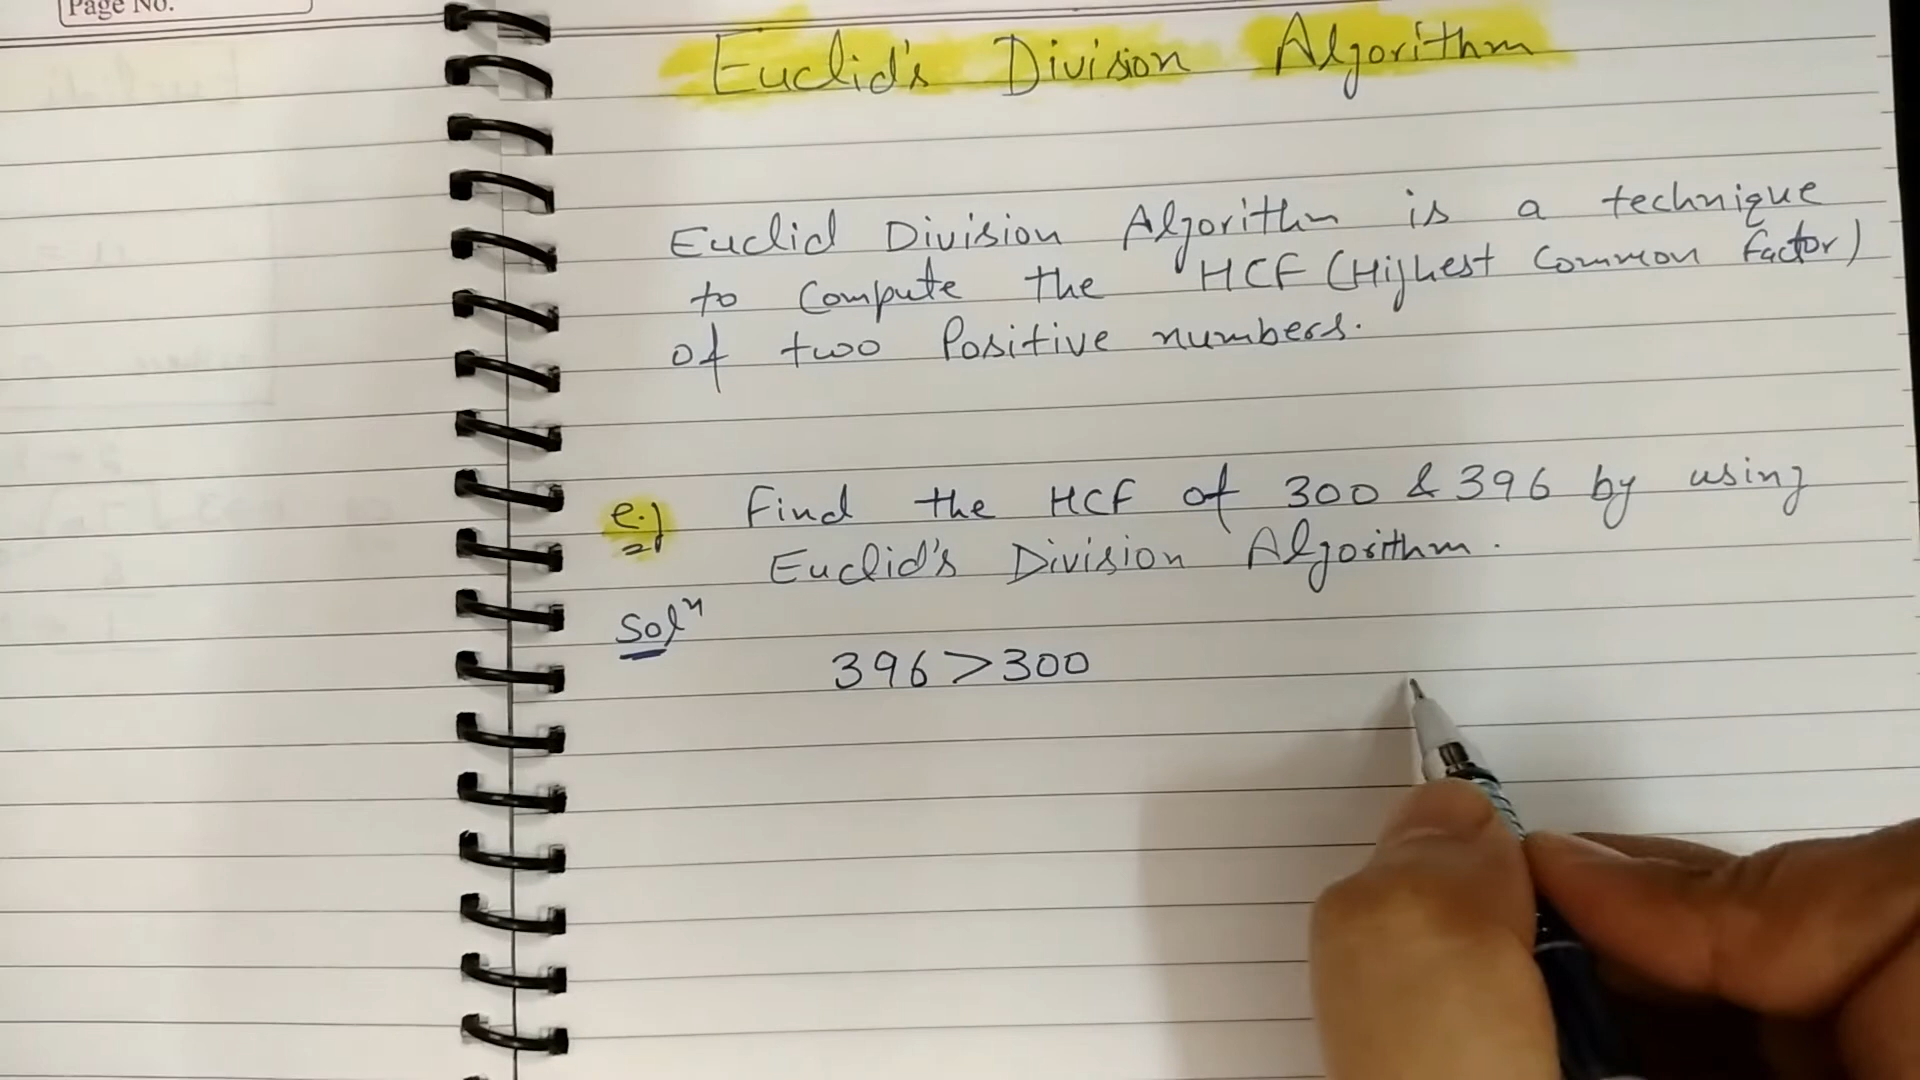 Page No.
Euclid's Division Algorithm
Euclid Division Algorithm is a technique
to compute the HCF (Highest Common factor)
of two Positive numbers.
e.g Find the HCF of 300 & 396 by using
Euclid's Division Algorithm.
Solⁿ
396 > 300